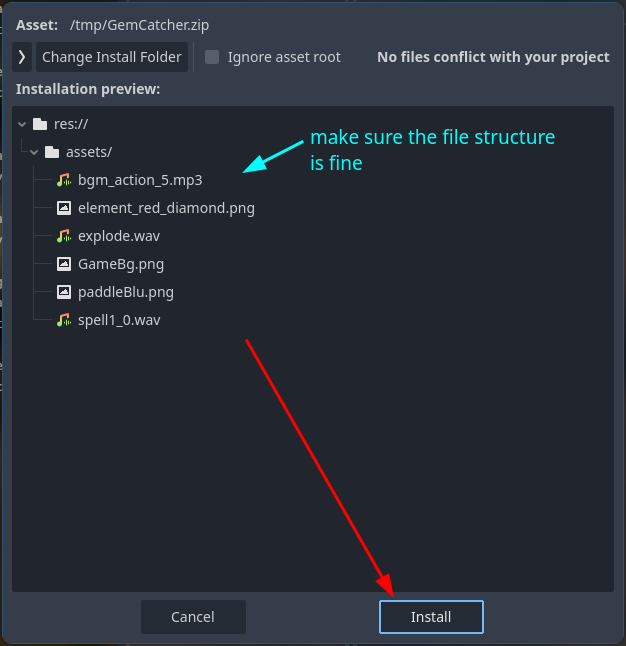 Asset: /tmp/GemCatcher.zip
Change Install Folder Ignore asset root No files conflict with your project
Installation preview:
res://
assets/
bgm_action_5.mp3
element_red_diamond.png
explode.wav
GameBg.png
paddleBlu.png
spell1_0.wav
make sure the file structure
is fine
Cancel Install